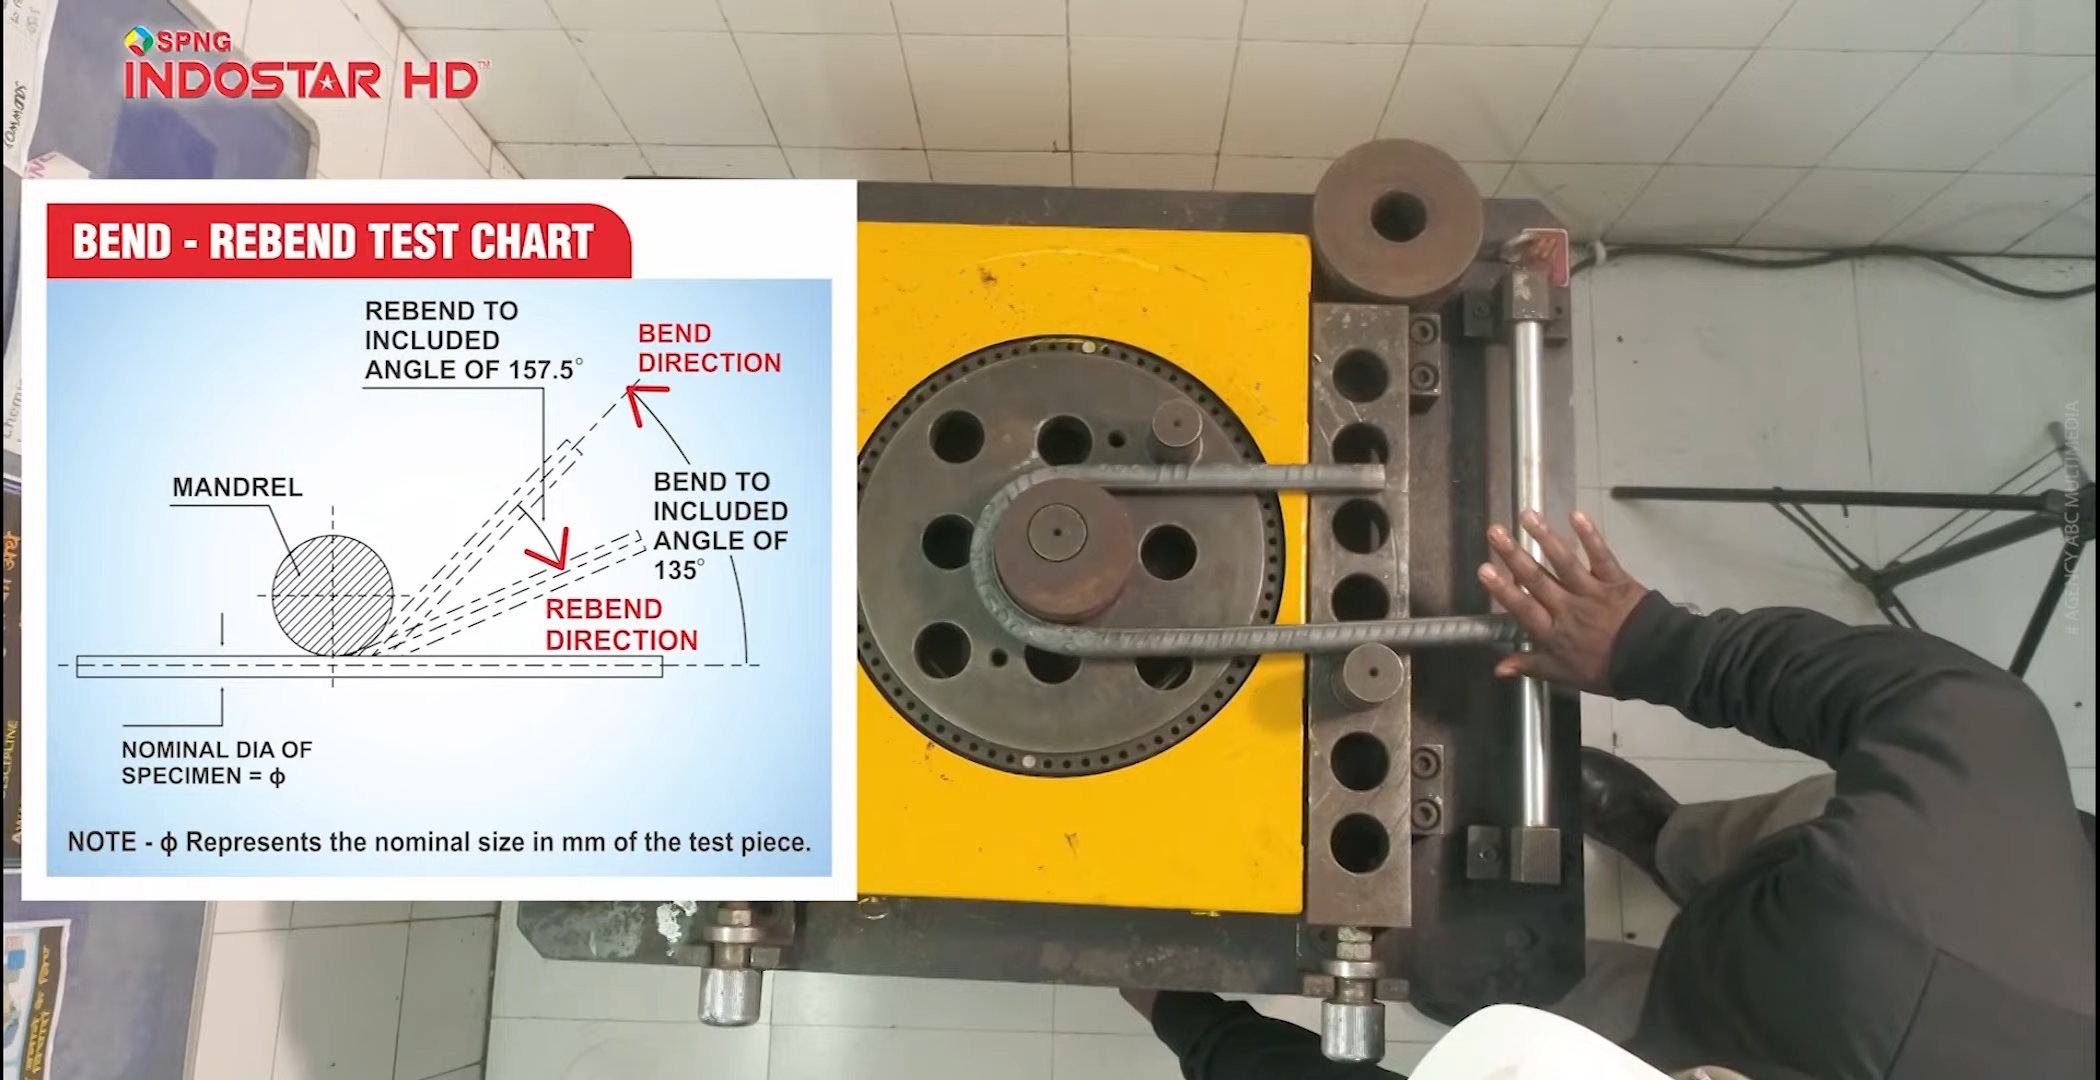 SPNG
INDOSTAR HD™
BEND - REBEND TEST CHART
REBEND TO
INCLUDED
ANGLE OF 157.5°
BEND
DIRECTION
MANDREL
BEND TO
INCLUDED
ANGLE OF
135°
REBEND
DIRECTION
NOMINAL DIA OF
SPECIMEN = ϕ
NOTE - ϕ Represents the nominal size in mm of the test piece.
# AGENCY ABC MULTIMEDIA